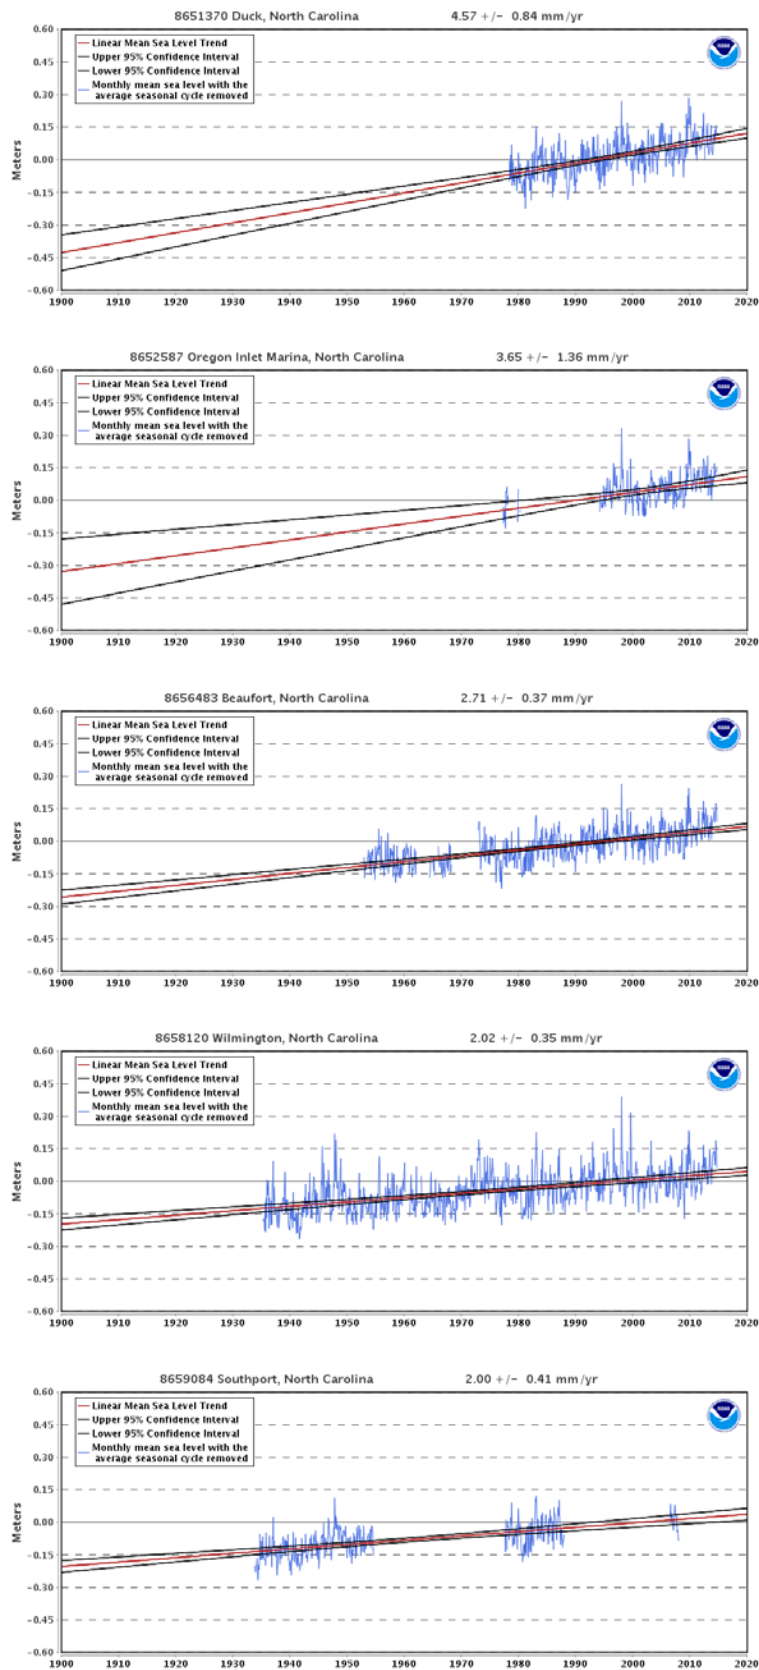 8651370 Duck, North Carolina 4.57 +/- 0.84 mm/yr
0.60
Linear Mean Sea Level Trend
Upper 95% Confidence Interval
Lower 95% Confidence Interval
Monthly mean sea level with the
average seasonal cycle removed
0.45
0.30
0.15
0.00
-0.15
-0.30
-0.45
-0.60
Meters
1900 1910 1920 1930 1940 1950 1960 1970 1980 1990 2000 2010 2020
8652587 Oregon Inlet Marina, North Carolina 3.65 +/- 1.36 mm/yr
0.60
Linear Mean Sea Level Trend
Upper 95% Confidence Interval
Lower 95% Confidence Interval
Monthly mean sea level with the
average seasonal cycle removed
0.45
0.30
0.15
0.00
-0.15
-0.30
-0.45
-0.60
Meters
1900 1910 1920 1930 1940 1950 1960 1970 1980 1990 2000 2010 2020
8656483 Beaufort, North Carolina 2.71 +/- 0.37 mm/yr
0.60
Linear Mean Sea Level Trend
Upper 95% Confidence Interval
Lower 95% Confidence Interval
Monthly mean sea level with the
average seasonal cycle removed
0.45
0.30
0.15
0.00
-0.15
-0.30
-0.45
-0.60
Meters
1900 1910 1920 1930 1940 1950 1960 1970 1980 1990 2000 2010 2020
8658120 Wilmington, North Carolina 2.02 +/- 0.35 mm/yr
0.60
Linear Mean Sea Level Trend
Upper 95% Confidence Interval
Lower 95% Confidence Interval
Monthly mean sea level with the
average seasonal cycle removed
0.45
0.30
0.15
0.00
-0.15
-0.30
-0.45
-0.60
Meters
1900 1910 1920 1930 1940 1950 1960 1970 1980 1990 2000 2010 2020
8659084 Southport, North Carolina 2.00 +/- 0.41 mm/yr
0.60
Linear Mean Sea Level Trend
Upper 95% Confidence Interval
Lower 95% Confidence Interval
Monthly mean sea level with the
average seasonal cycle removed
0.45
0.30
0.15
0.00
-0.15
-0.30
-0.45
-0.60
Meters
1900 1910 1920 1930 1940 1950 1960 1970 1980 1990 2000 2010 2020